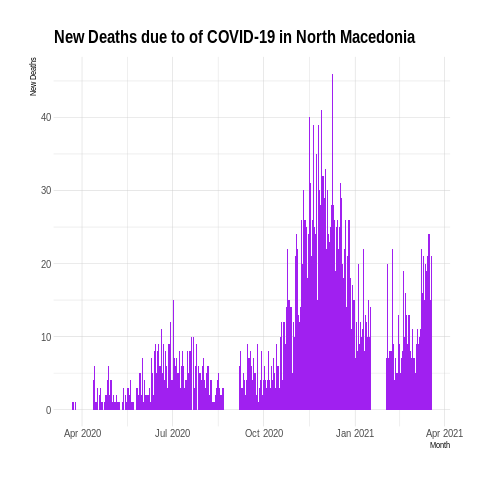 New Deaths due to of COVID-19 in North Macedonia
New Deaths
40
30
20
10
0
Apr 2020 Jul 2020 Oct 2020 Jan 2021 Apr 2021
Month